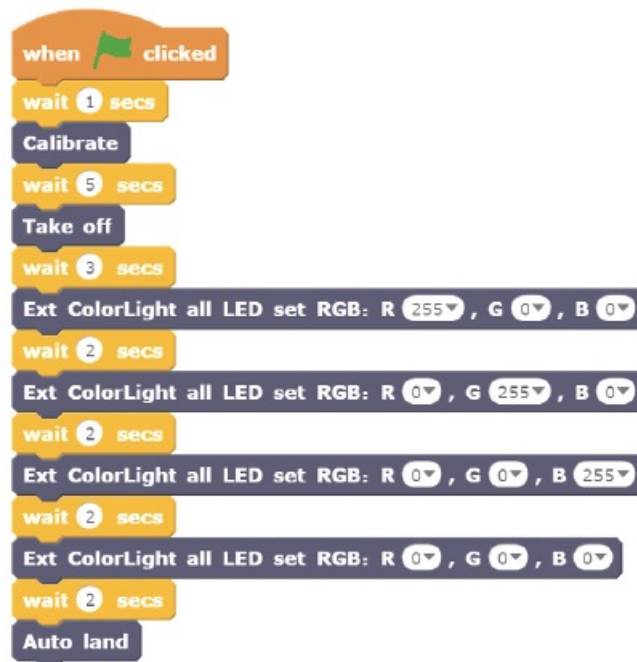 when clicked
wait 1 secs
Calibrate
wait 5 secs
Take off
wait 3 secs
Ext ColorLight all LED set RGB: R 255 , G 0 , B 0
wait 2 secs
Ext ColorLight all LED set RGB: R 0 , G 255 , B 0
wait 2 secs
Ext ColorLight all LED set RGB: R 0 , G 0 , B 255
wait 2 secs
Ext ColorLight all LED set RGB: R 0 , G 0 , B 0
wait 2 secs
Auto land